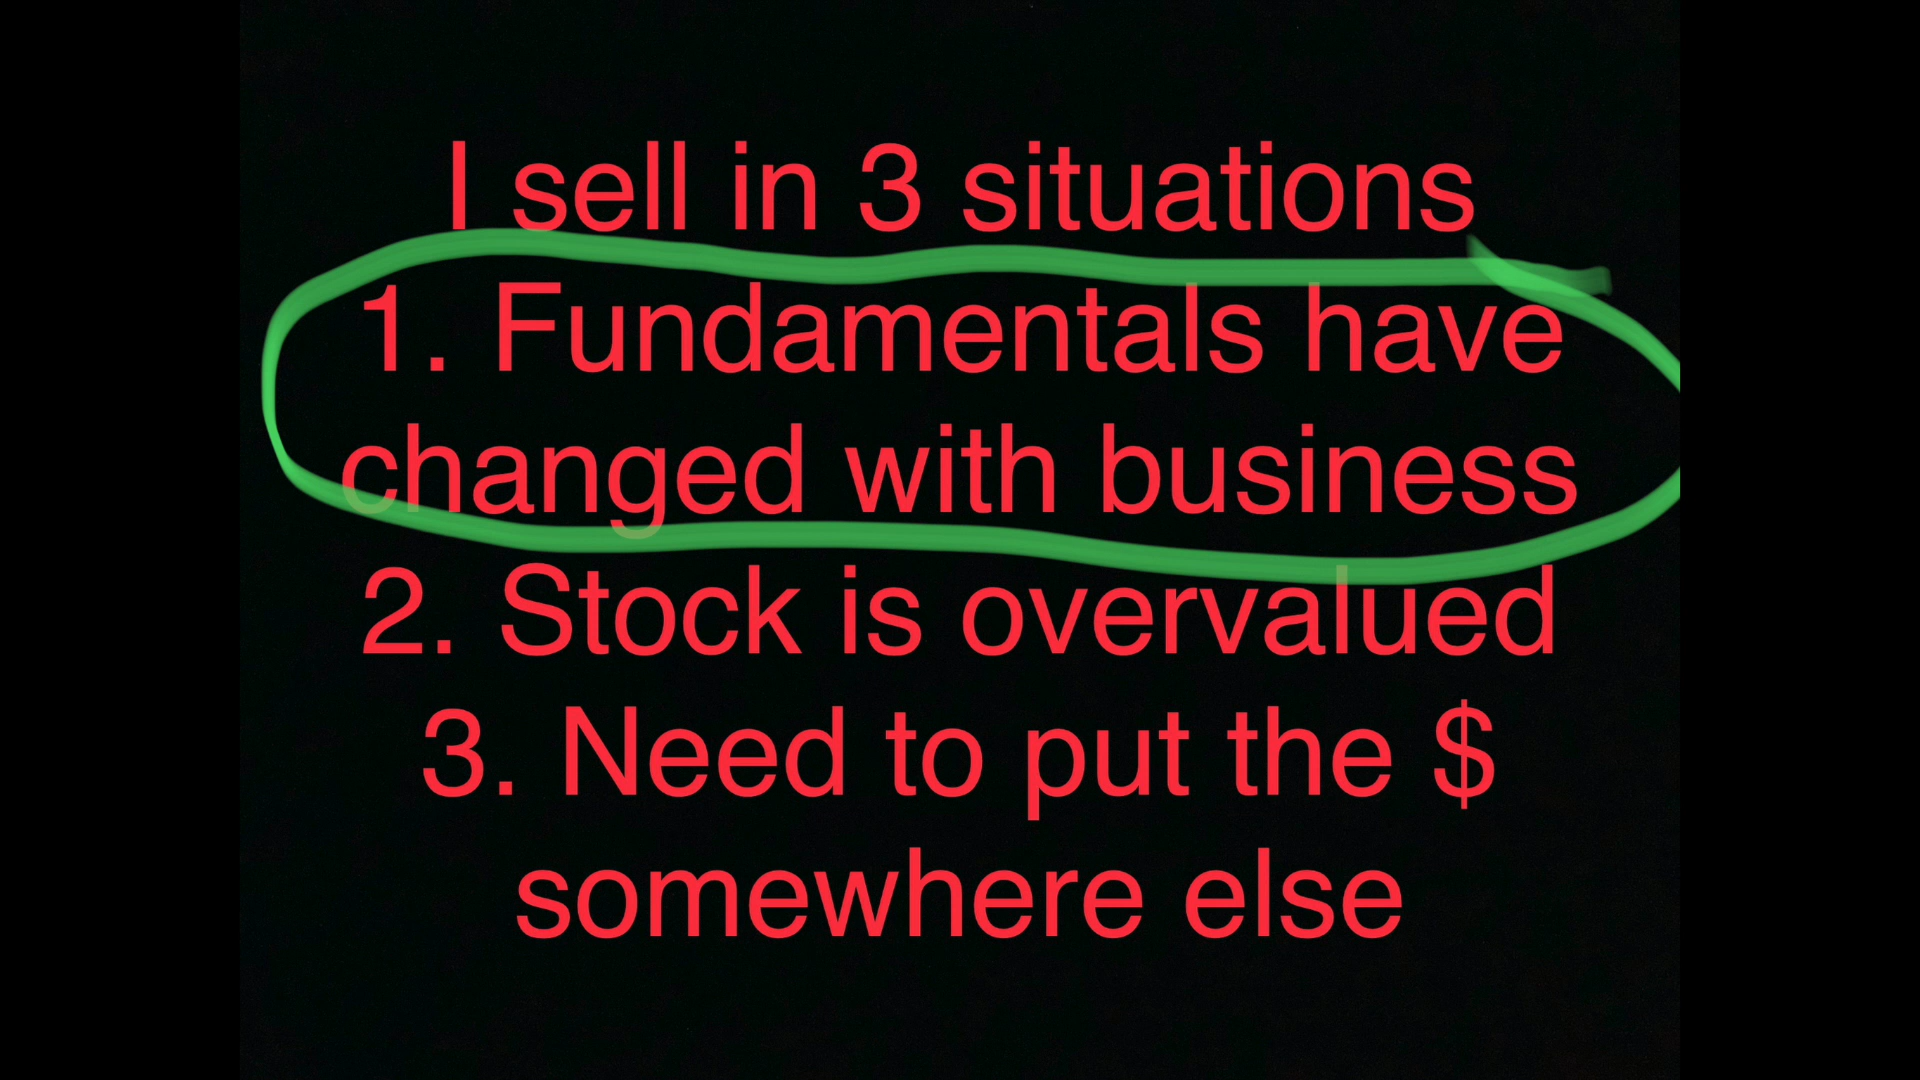 I sell in 3 situations
1. Fundamentals have
changed with business
2. Stock is overvalued
3. Need to put the $
somewhere else